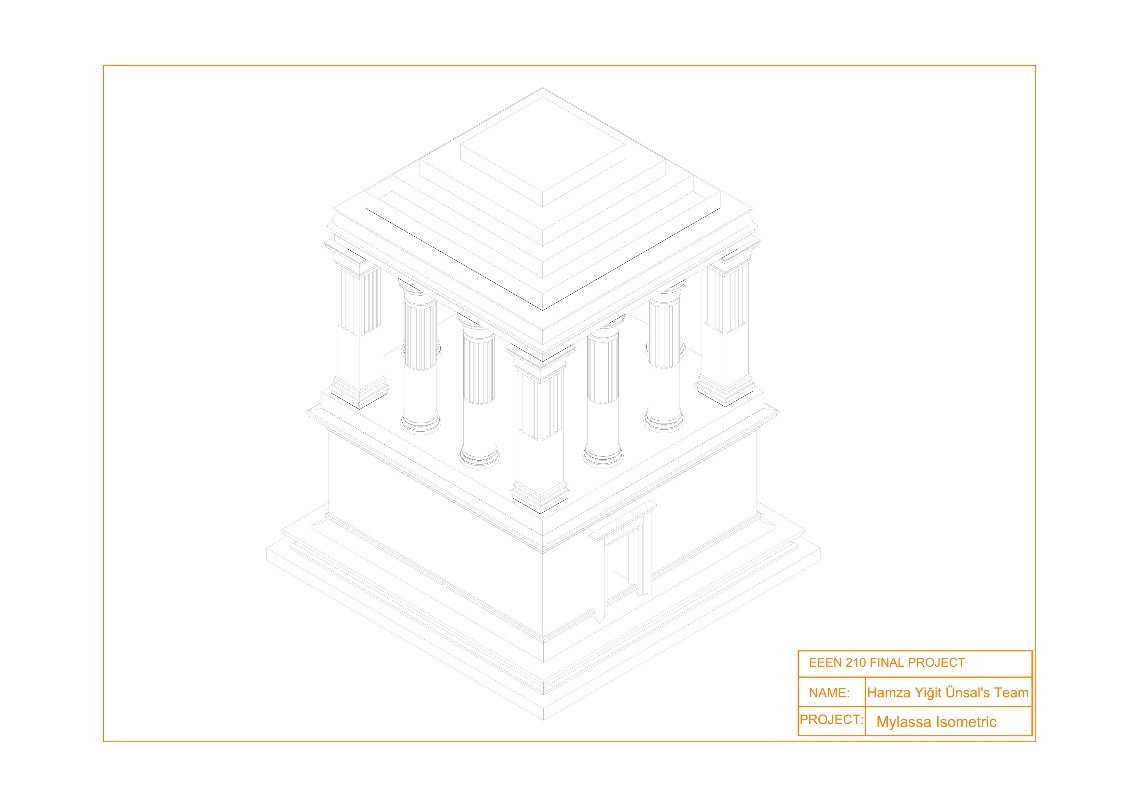 EEEN 210 FINAL PROJECT
NAME: Hamza Yiğit Ünsal's Team
PROJECT: Mylassa Isometric